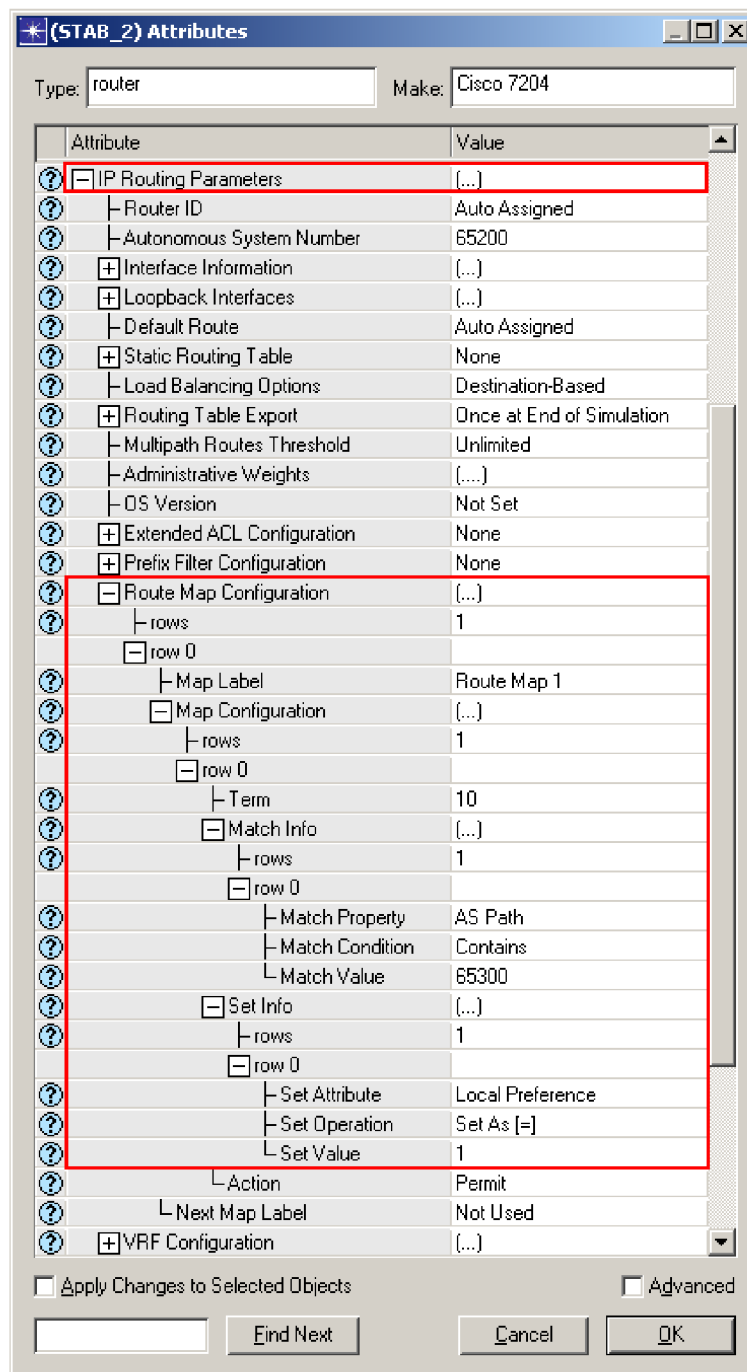 (STAB_2) Attributes
Type: router Make: Cisco 7204
Attribute Value
IP Routing Parameters (...)
Router ID Auto Assigned
Autonomous System Number 65200
Interface Information (...)
Loopback Interfaces (...)
Default Route Auto Assigned
Static Routing Table None
Load Balancing Options Destination-Based
Routing Table Export Once at End of Simulation
Multipath Routes Threshold Unlimited
Administrative Weights (....)
OS Version Not Set
Extended ACL Configuration None
Prefix Filter Configuration None
Route Map Configuration (...)
rows 1
row 0
Map Label Route Map 1
Map Configuration (...)
rows 1
row 0
Term 10
Match Info (...)
rows 1
row 0
Match Property AS Path
Match Condition Contains
Match Value 65300
Set Info (...)
rows 1
row 0
Set Attribute Local Preference
Set Operation Set As [=]
Set Value 1
Action Permit
Next Map Label Not Used
VRF Configuration (...)
Apply Changes to Selected Objects Advanced
Find Next Cancel OK